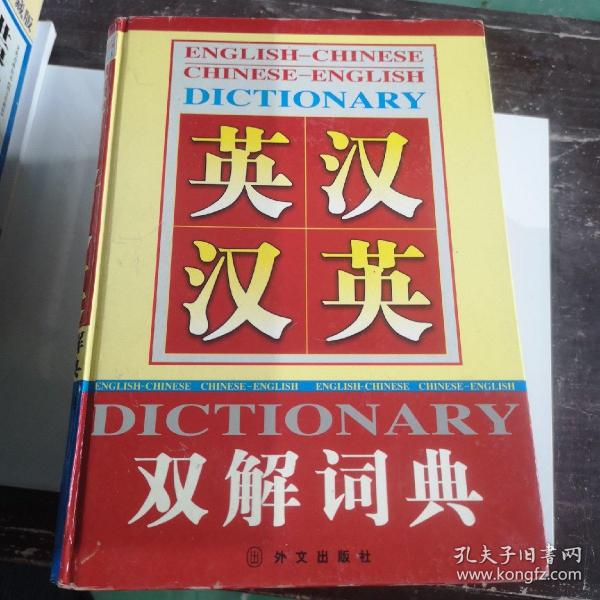 ENGLISH-CHINESE
CHINESE-ENGLISH
DICTIONARY
英汉
汉英
ENGLISH-CHINESE CHINESE-ENGLISH ENGLISH-CHINESE CHINESE-ENGLISH
DICTIONARY
双解词典
外文出版社
孔夫子旧书网
www.kongfz.com